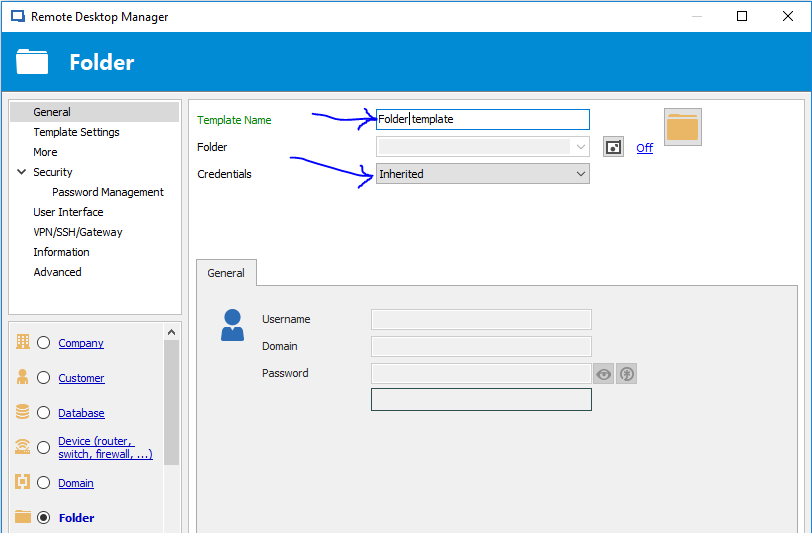 Remote Desktop Manager
Folder
General
Template Settings
More
Security
Password Management
User Interface
VPN/SSH/Gateway
Information
Advanced
Company
Customer
Database
Device (router,
switch, firewall, ...)
Domain
Folder
Template Name
Folder template
Folder
Off
Credentials
Inherited
General
Username
Domain
Password